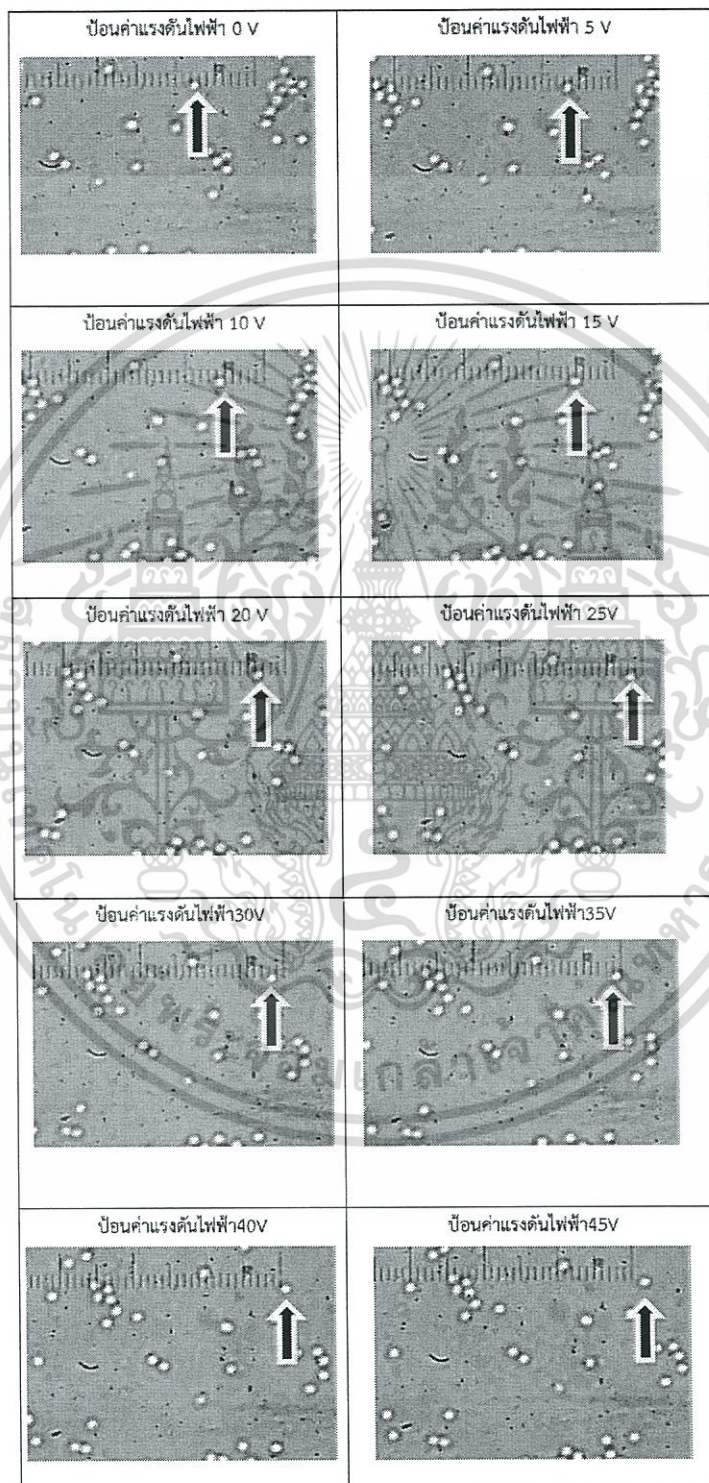 ป้อนค่าแรงดันไฟฟ้า 0 V
ป้อนค่าแรงดันไฟฟ้า 5 V
ป้อนค่าแรงดันไฟฟ้า 10 V
ป้อนค่าแรงดันไฟฟ้า 15 V
ป้อนค่าแรงดันไฟฟ้า 20 V
ป้อนค่าแรงดันไฟฟ้า 25V
ป้อนค่าแรงดันไฟฟ้า30V
ป้อนค่าแรงดันไฟฟ้า35V
ป้อนค่าแรงดันไฟฟ้า40V
ป้อนค่าแรงดันไฟฟ้า45V